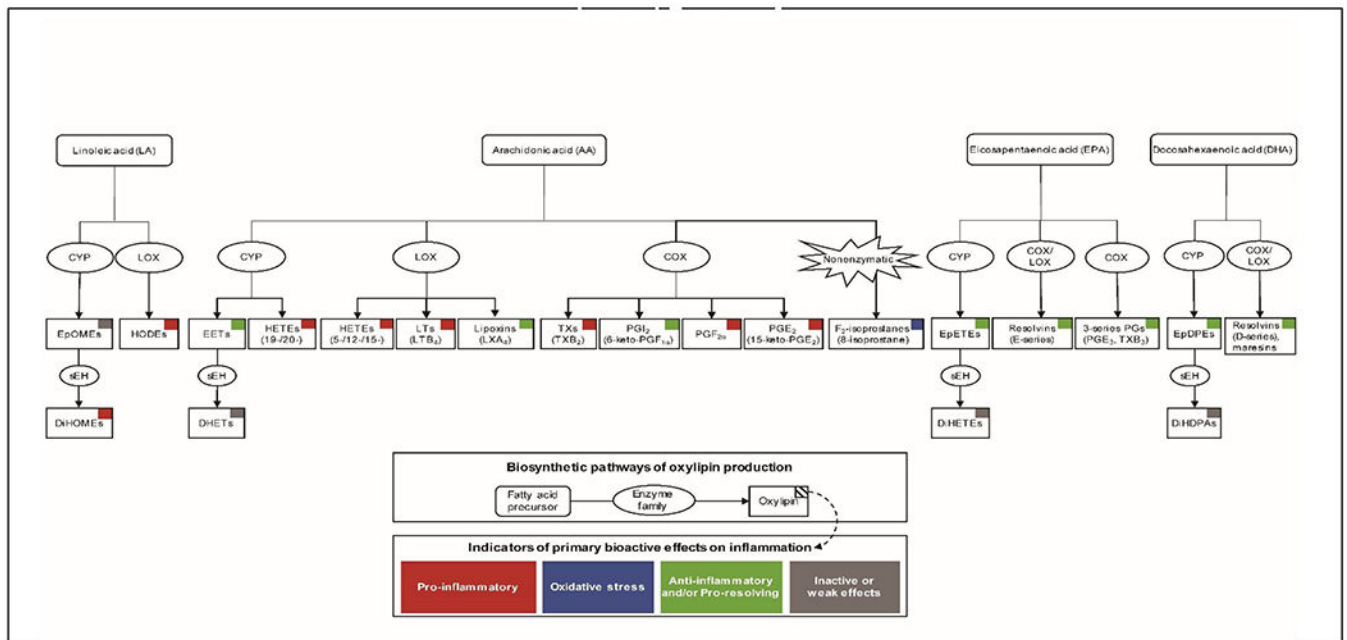 Linoleic acid (LA)
Arachidonic acid (AA)
Eicosapentaenoic acid (EPA)
Docosahexaenoic acid (DHA)
CYP
LOX
CYP
LOX
COX
Nonenzymatic
CYP
COX/
LOX
COX
CYP
COX/
LOX
EpOMEs
HODEs
EETs
HETEs
(19-/20-)
HETEs
(5-/12-/15-)
LTs
(LTB₄)
Lipoxins
(LXA₄)
TXs
(TXB₂)
PGI₂
(6-keto-PGF₁α)
PGF₂α
PGE₂
(15-keto-PGE₂)
F₂-isoprostanes
(8-isoprostane)
EpETEs
Resolvins
(E-series)
3-series PGs
(PGE₃, TXB₃)
EpDPEs
Resolvins
(D-series),
maresins
sEH
sEH
sEH
sEH
DiHOMEs
DHETs
DiHETEs
DiHDPAs
Biosynthetic pathways of oxylipin production
Fatty acid
precursor
Enzyme
family
Oxylipin
Indicators of primary bioactive effects on inflammation
Pro-inflammatory
Oxidative stress
Anti-inflammatory
and/or Pro-resolving
Inactive or
weak effects